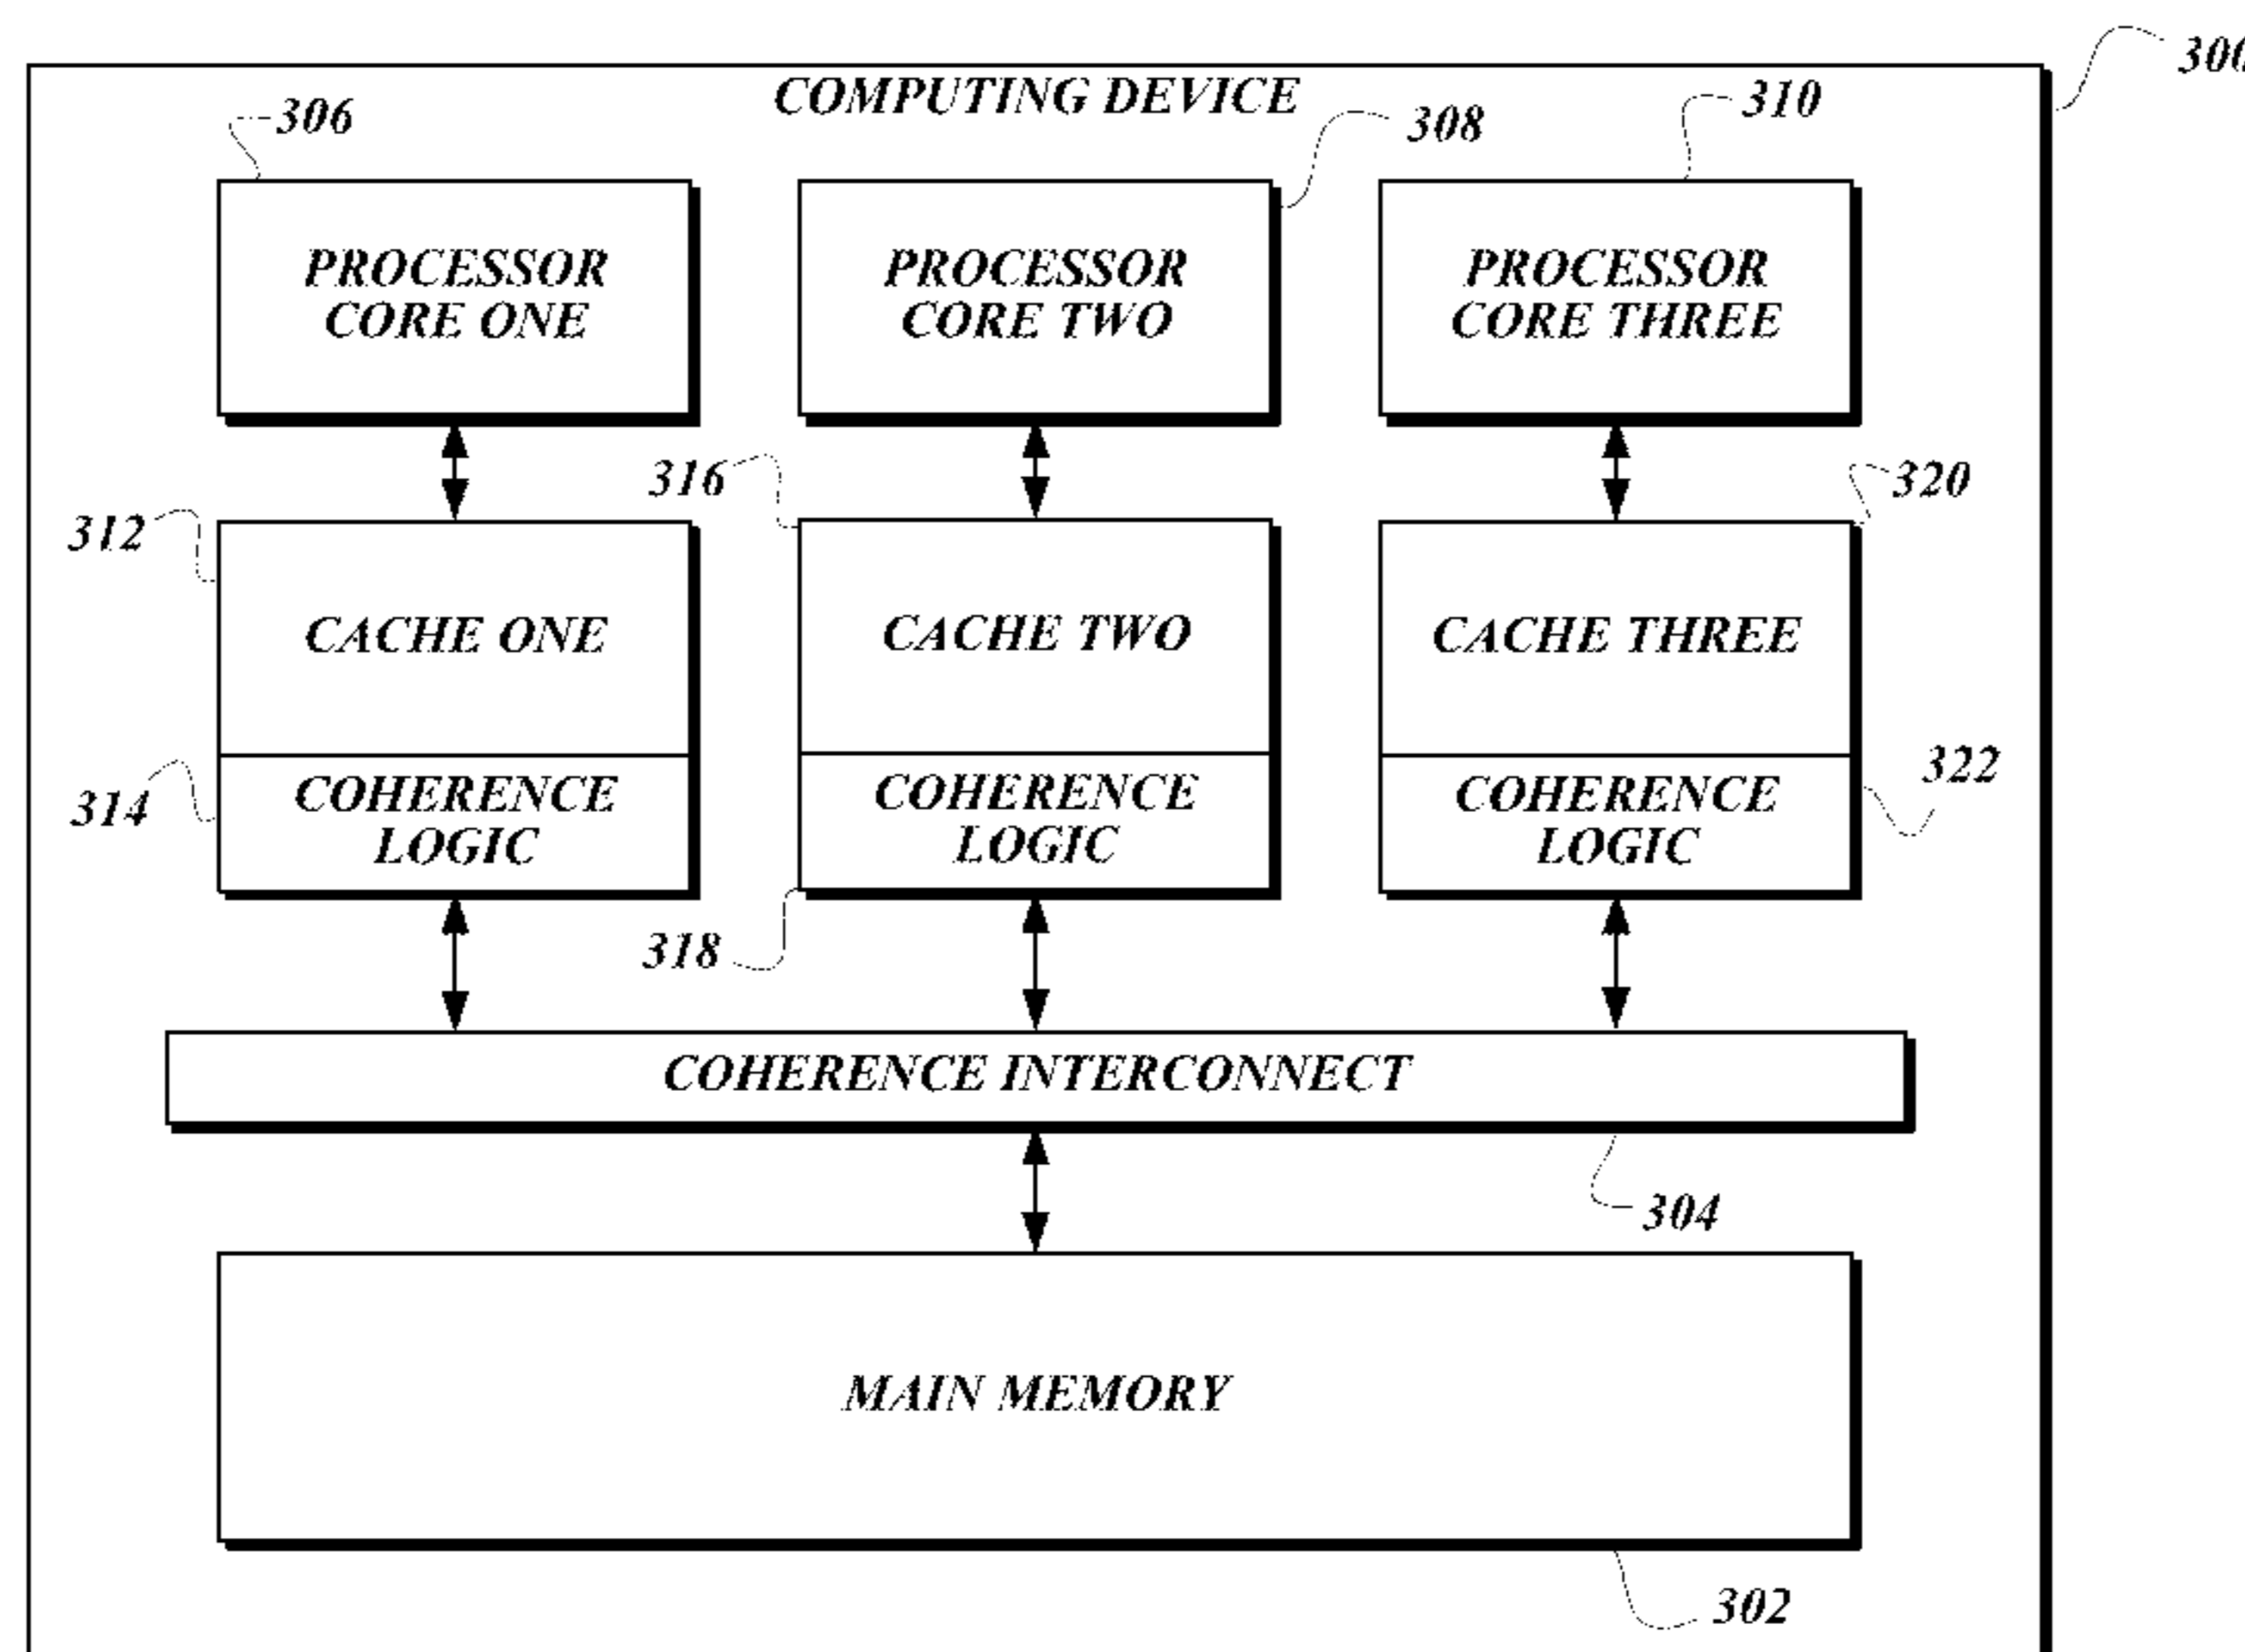 300
COMPUTING DEVICE
306
308
310
PROCESSOR
CORE ONE
PROCESSOR
CORE TWO
PROCESSOR
CORE THREE
312
316
320
CACHE ONE
CACHE TWO
CACHE THREE
314
COHERENCE
LOGIC
318
COHERENCE
LOGIC
322
COHERENCE
LOGIC
COHERENCE INTERCONNECT
304
MAIN MEMORY
302